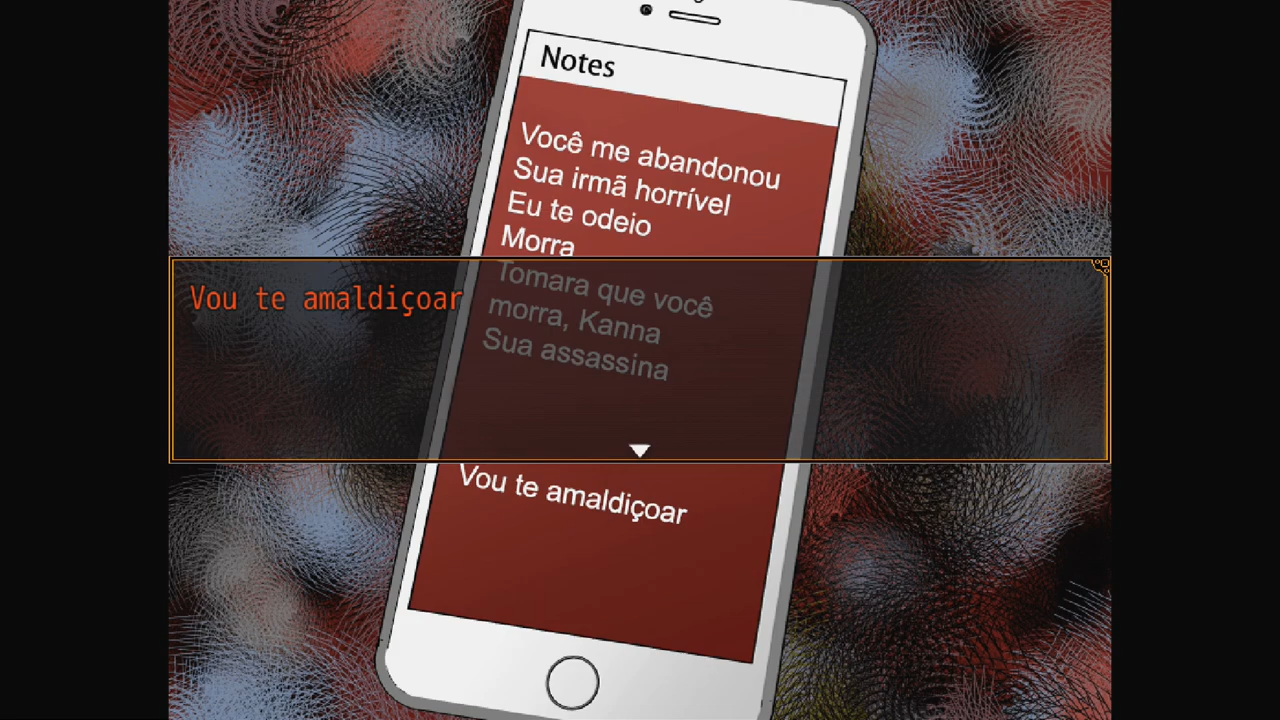 Notes
Você me abandonou
Sua irmã horrível
Eu te odeio
Morra
Tomara que você
morra, Kanna
Sua assassina
Vou te amaldiçoar
Vou te amaldiçoar